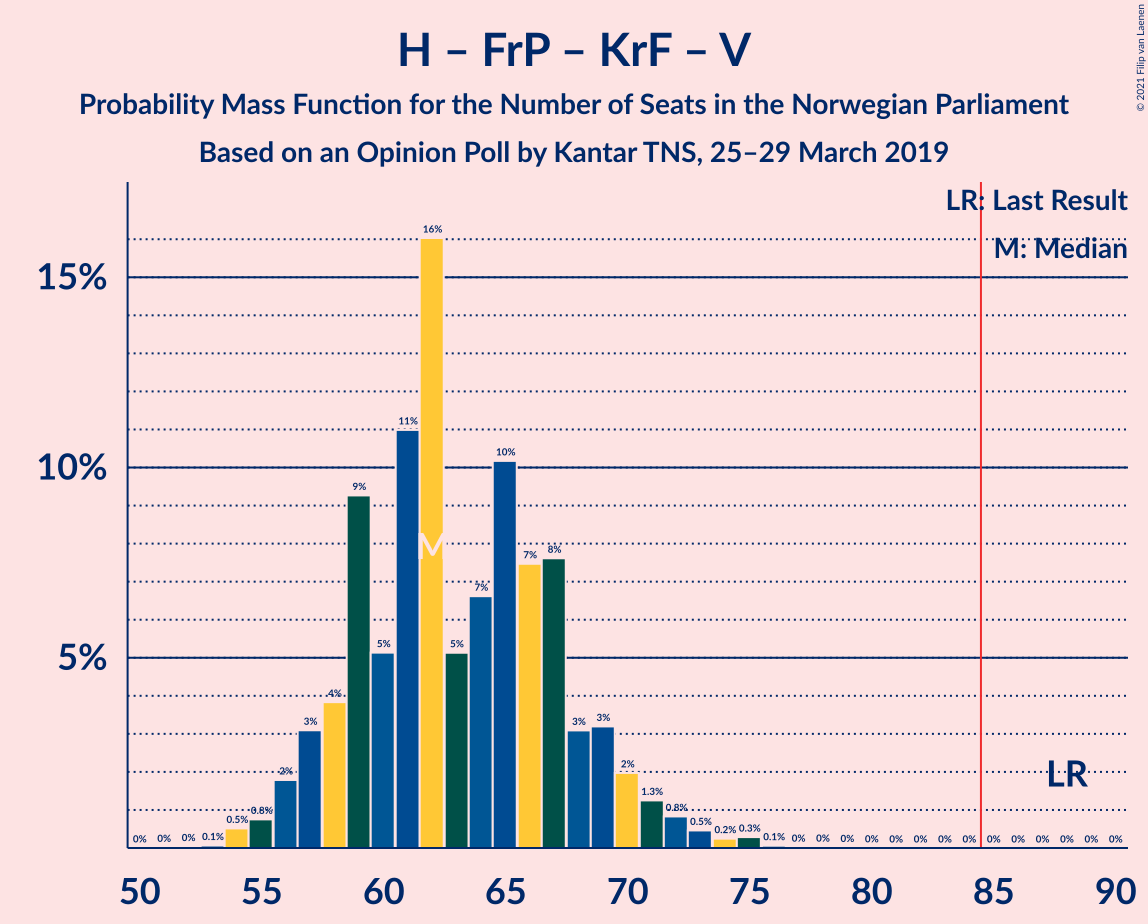 H – FrP – KrF – V
Probability Mass Function for the Number of Seats in the Norwegian Parliament
Based on an Opinion Poll by Kantar TNS, 25–29 March 2019
© 2021 Filip van Laenen
LR: Last Result
M: Median
15%
10%
5%
0% 0% 0% 0.1% 0.5% 0.8% 2% 3% 4% 9% 5% 11% 16% 5% 7% 10% 7% 8% 3% 3% 2% 1.3% 0.8% 0.5% 0.2% 0.3% 0.1% 0% 0% 0% 0% 0% 0% 0% 0% 0% 0% 0% 0% 0% 0%
M
LR
50 55 60 65 70 75 80 85 90